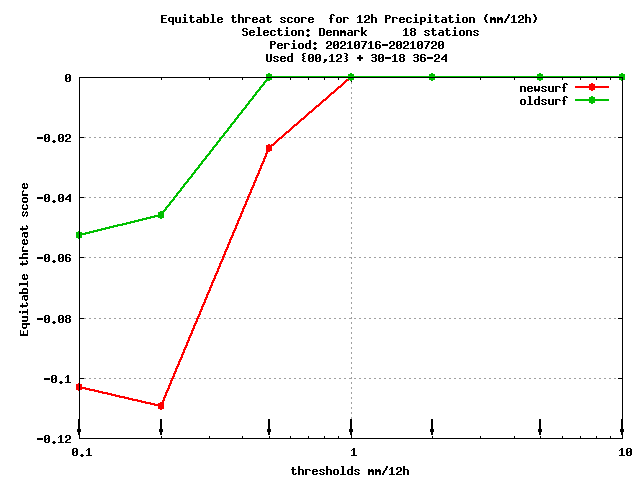 Equitable threat score  for 12h Precipitation (mm/12h)
Selection: Denmark     18 stations
Period: 20210716-20210720
Used {00,12} + 30-18 36-24
newsurf
oldsurf
Equitable threat score
0
-0.02
-0.04
-0.06
-0.08
-0.1
-0.12
0.1
1
10
thresholds mm/12h